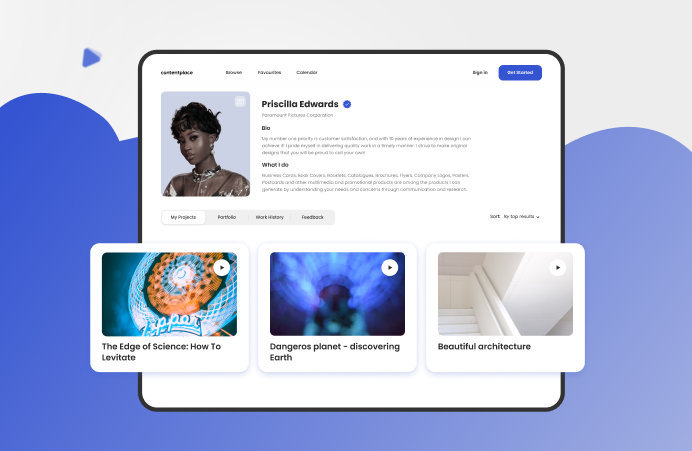 contentplace
Browse
Favourites
Calendar
Sign in
Get Started
Priscilla Edwards
Paramount Pictures Corporation
Bio
My number one priority is customer satisfaction, and with 10 years of experience in design I can
achieve it! I pride myself in delivering quality work in a timely manner. I strive to make original
designs that you will be proud to call your own!
What I do
Business Cards, Book Covers, Booklets, Catalogues, Brochures, Flyers, Company Logos, Posters,
Postcards and other multimedia and promotional products are among the products I can
generate by understanding your needs and concerns through communication and research.
My Projects
Portfolio
Work History
Feedback
Sort: By top results
The Edge of Science: How To
Levitate
Dangeros planet - discovering
Earth
Beautiful architecture